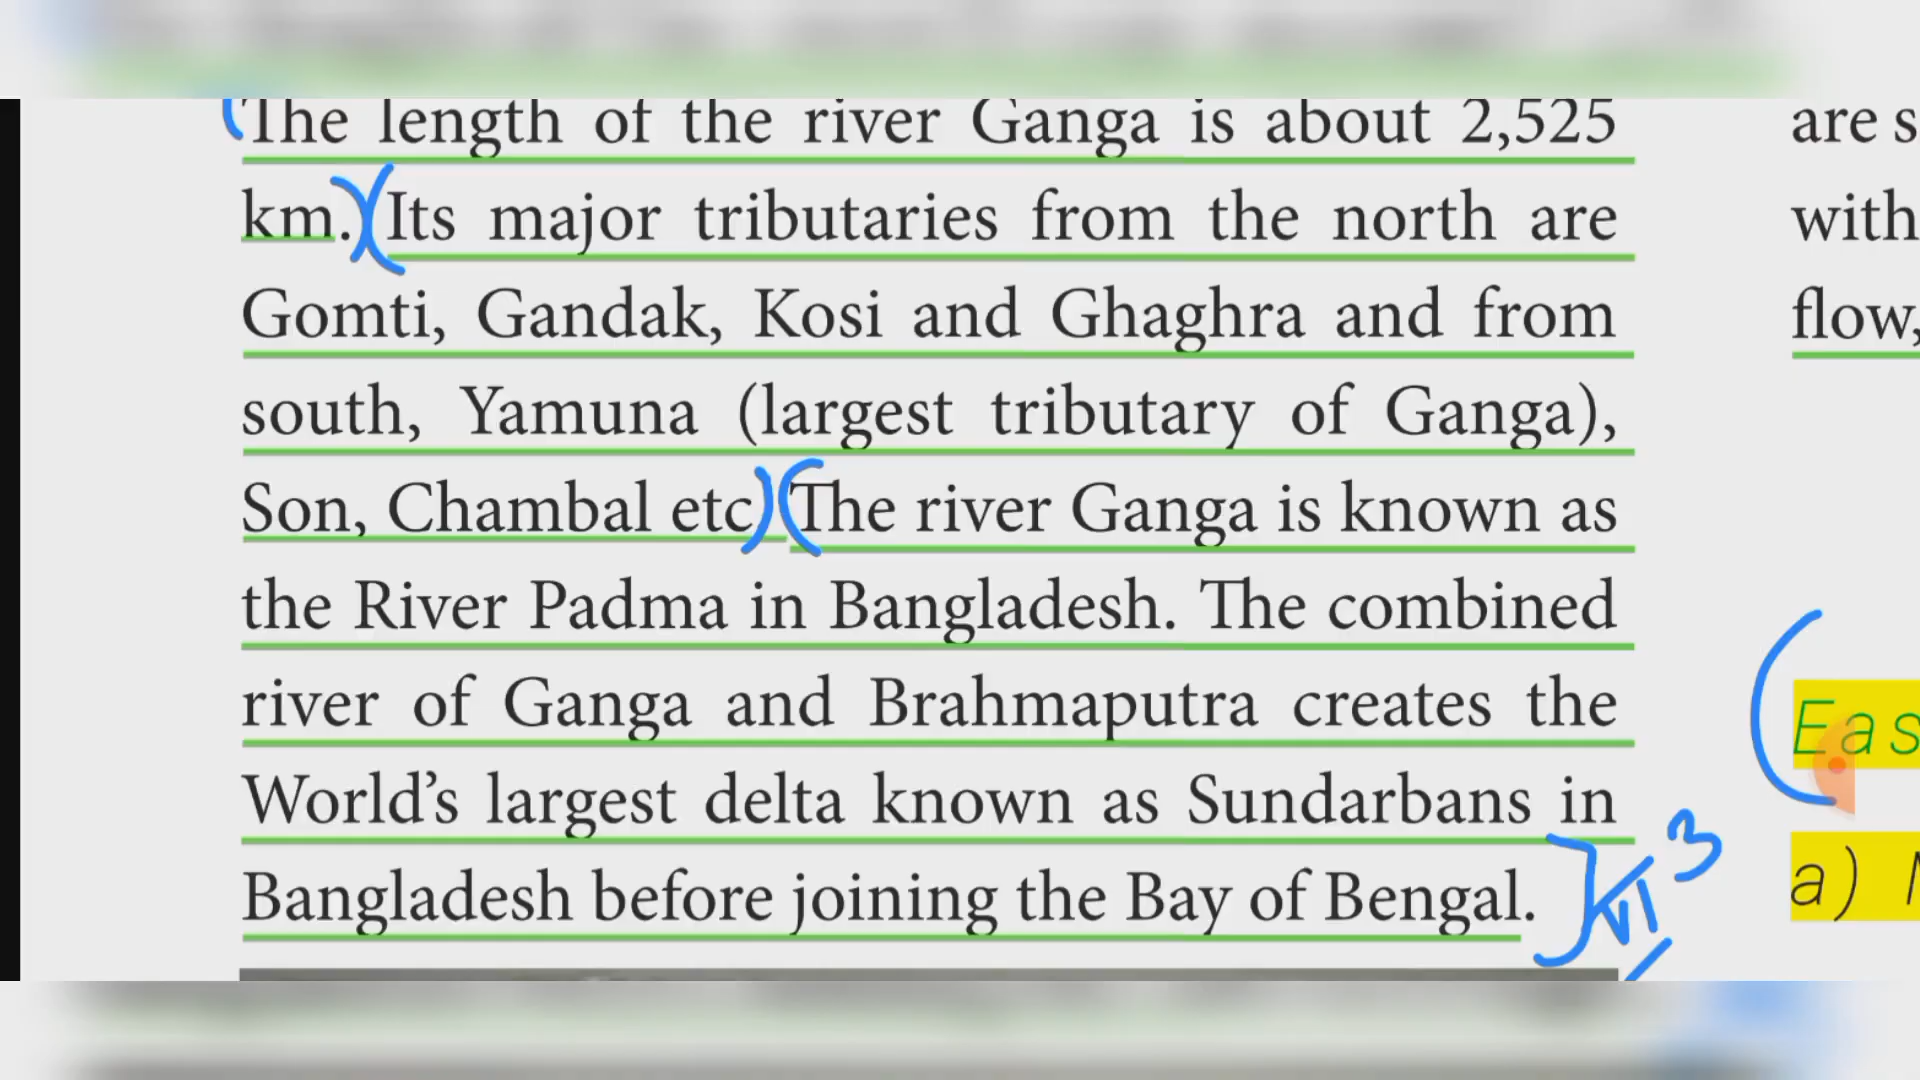 The length of the river Ganga is about 2,525
km. Its major tributaries from the north are
Gomti, Gandak, Kosi and Ghaghra and from
south, Yamuna (largest tributary of Ganga),
Son, Chambal etc. The river Ganga is known as
the River Padma in Bangladesh. The combined
river of Ganga and Brahmaputra creates the
World’s largest delta known as Sundarbans in
Bangladesh before joining the Bay of Bengal.
VI 3
are s
with
flow,
Eas
a)